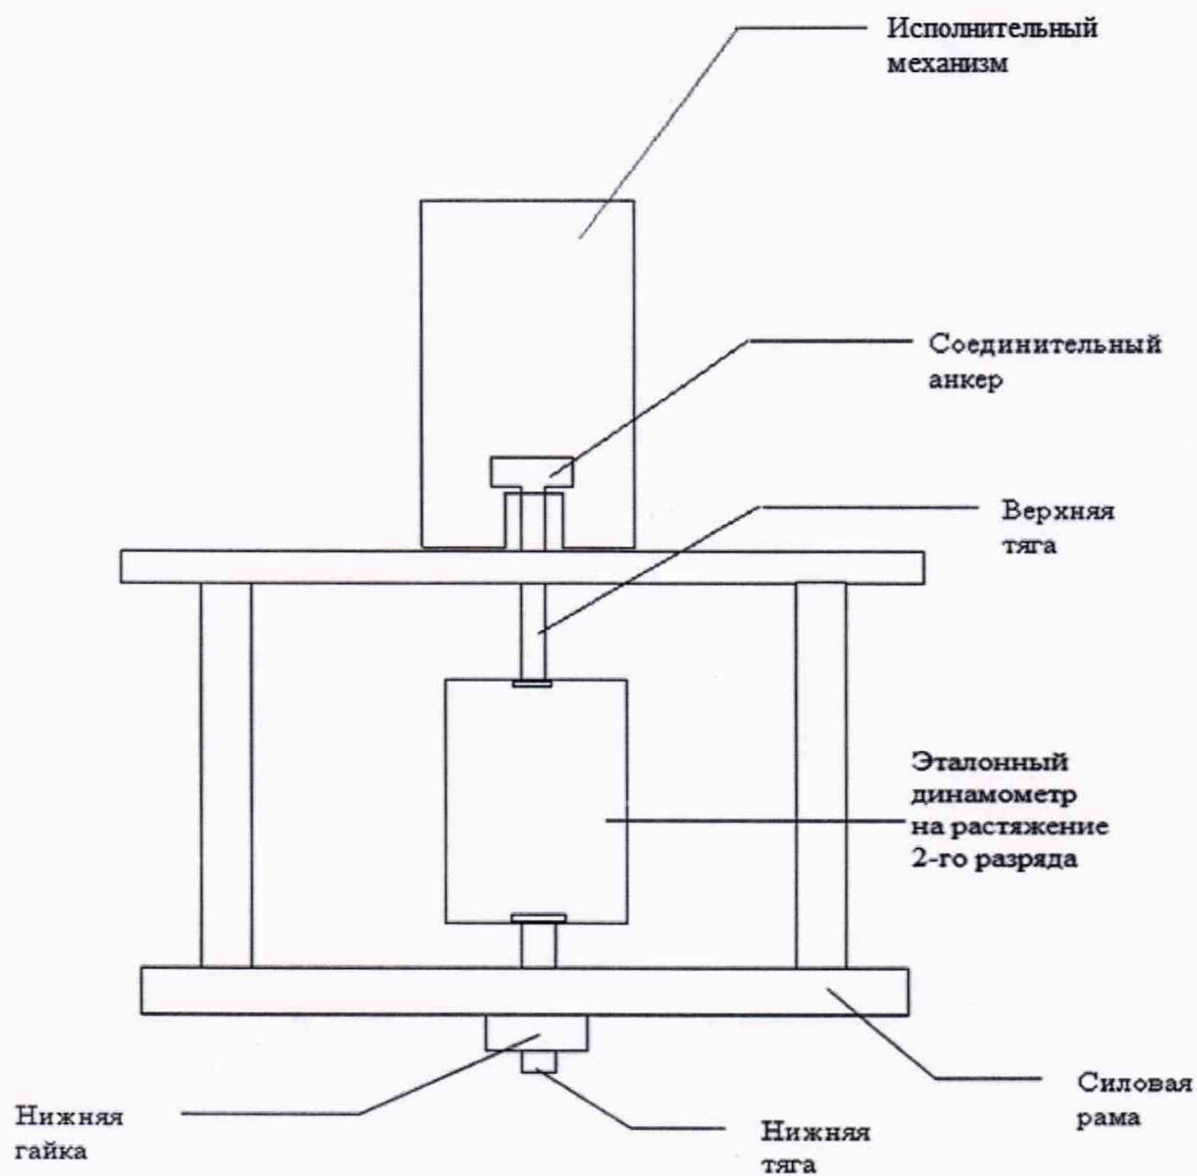 Исполнительный
механизм
Соединительный
анкер
Верхняя
тяга
Эталонный
динамометр
на растяжение
2-го разряда
Силовая
рама
Нижняя
гайка
Нижняя
тяга